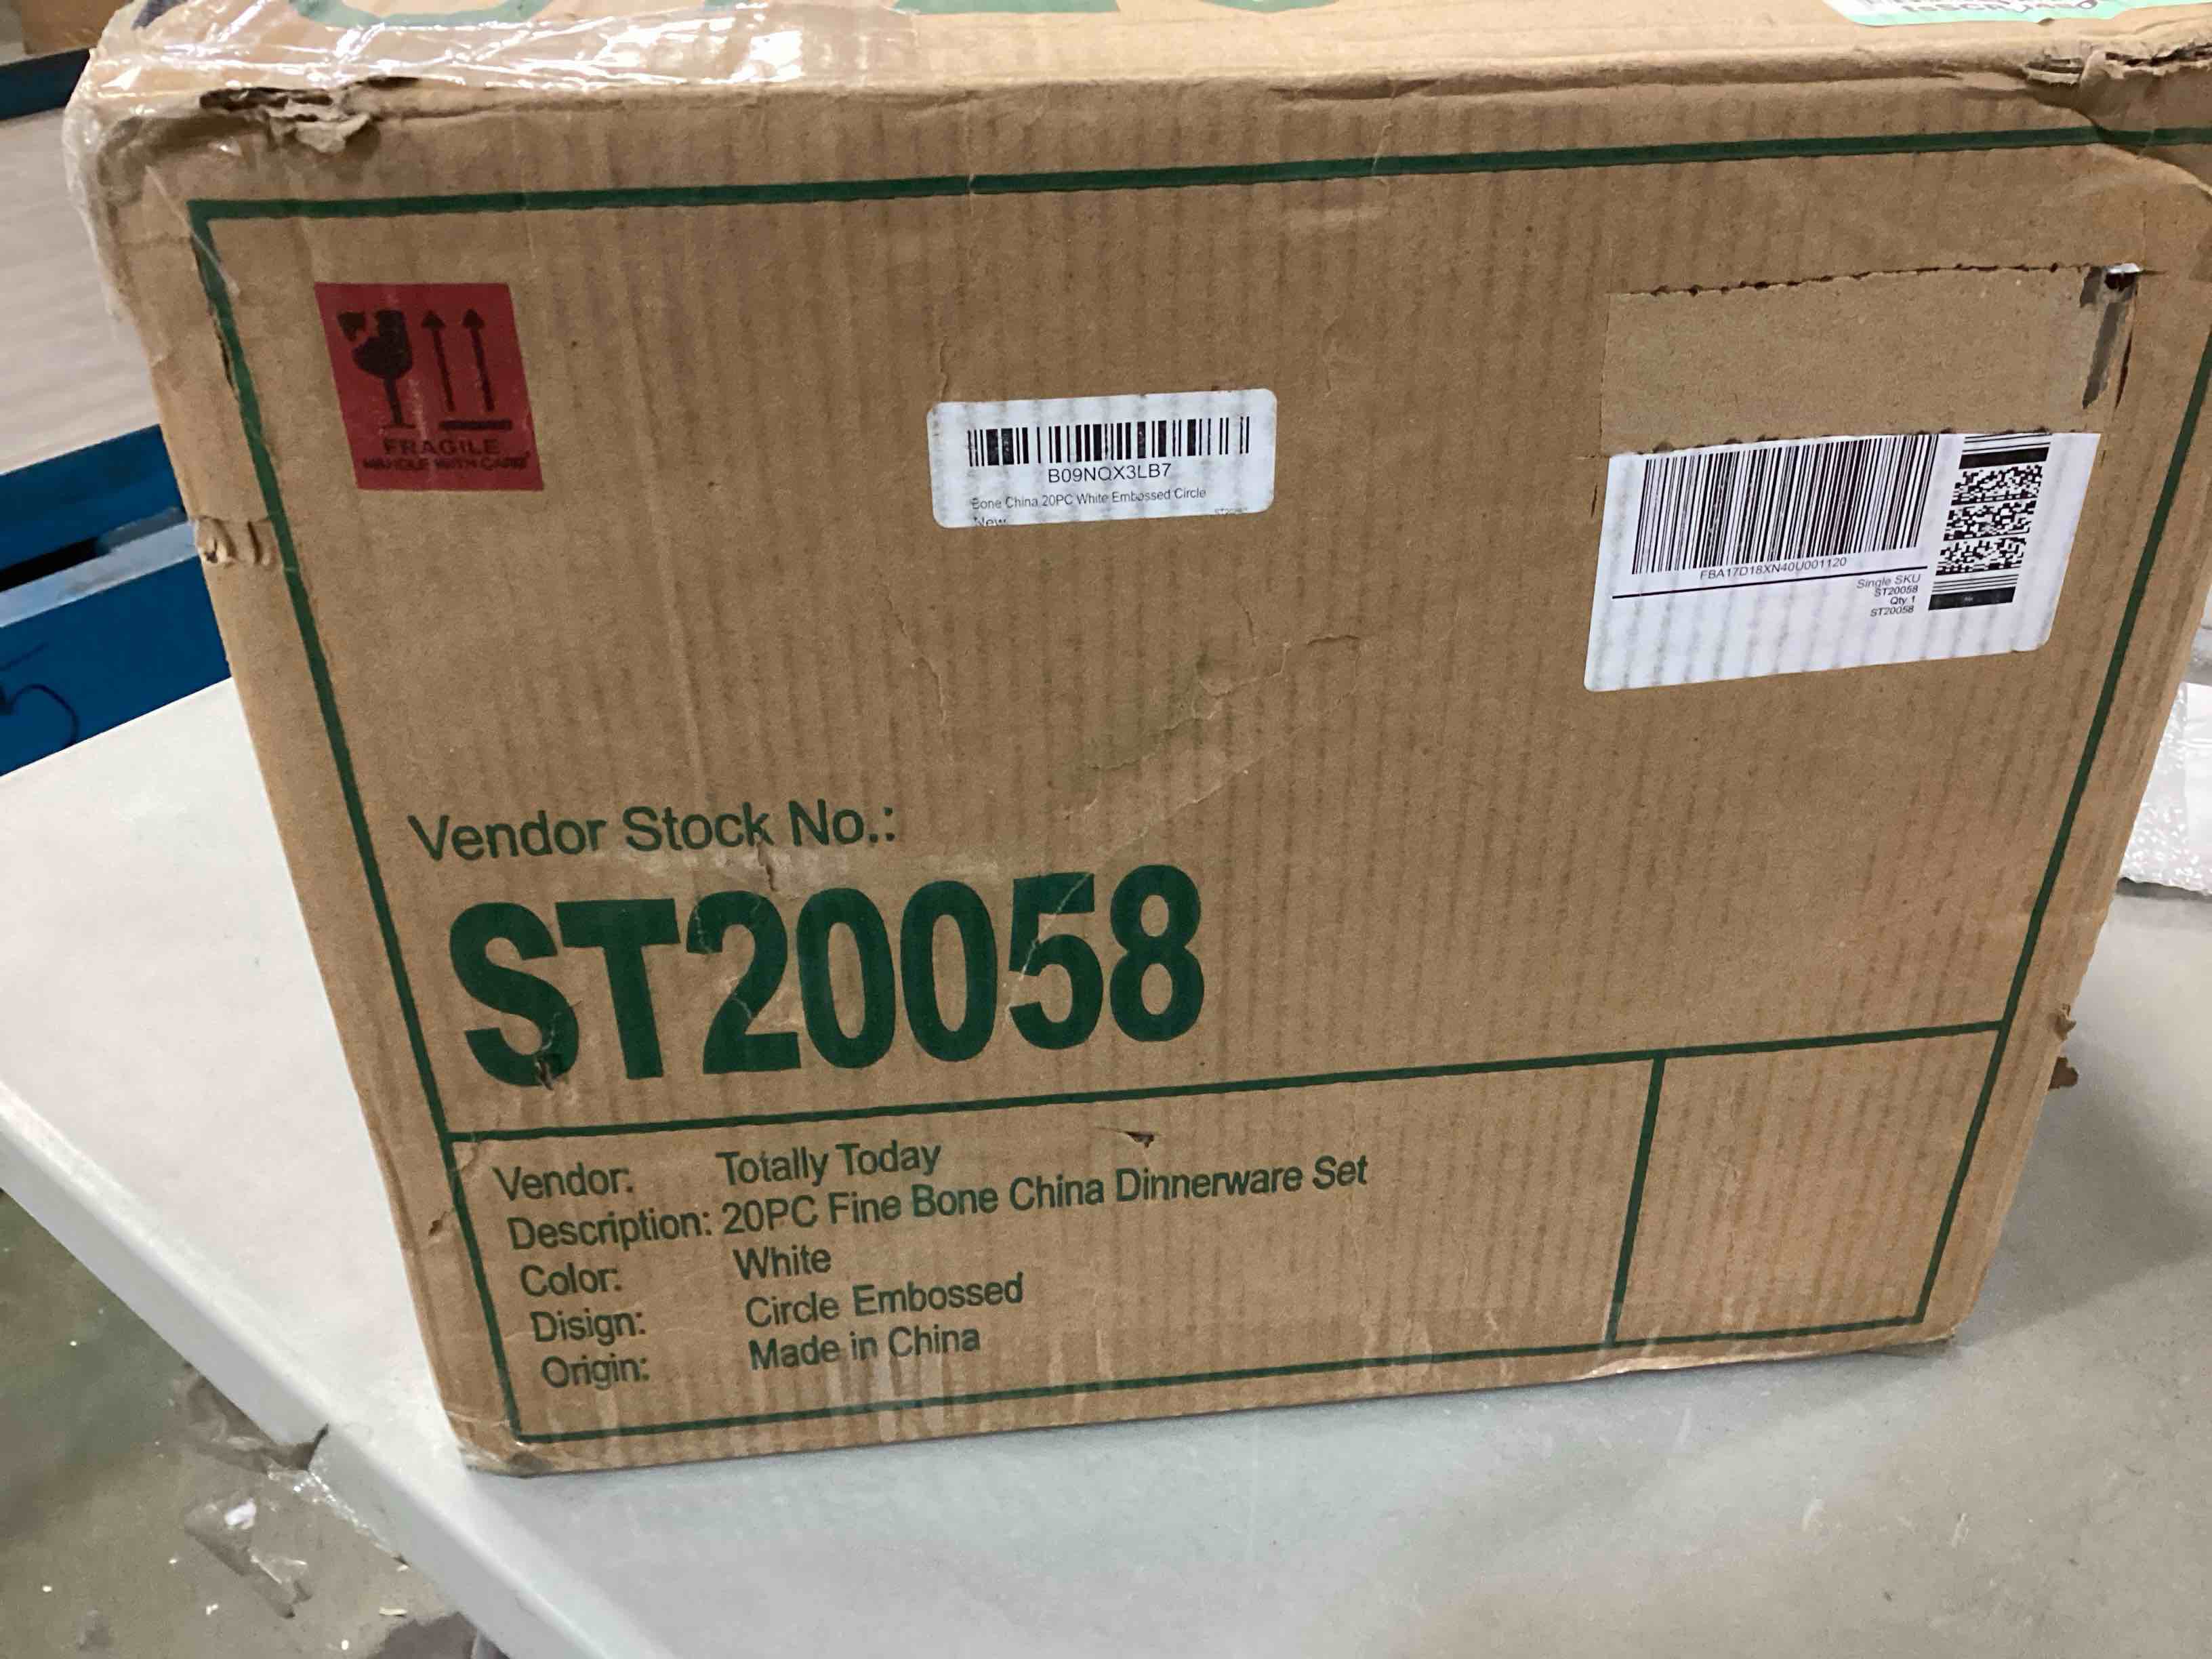 FRAGILE
HANDLE WITH CARE
B09NQX3LB7
Bone China 20PC White Embossed Circle
New
FBA17D18XN40U001120
Single SKU
ST20058
Qty 1
ST20058
Vendor Stock No.:
ST20058
Vendor: Totally Today
Description: 20PC Fine Bone China Dinnerware Set
Color: White
Disign: Circle Embossed
Origin: Made in China